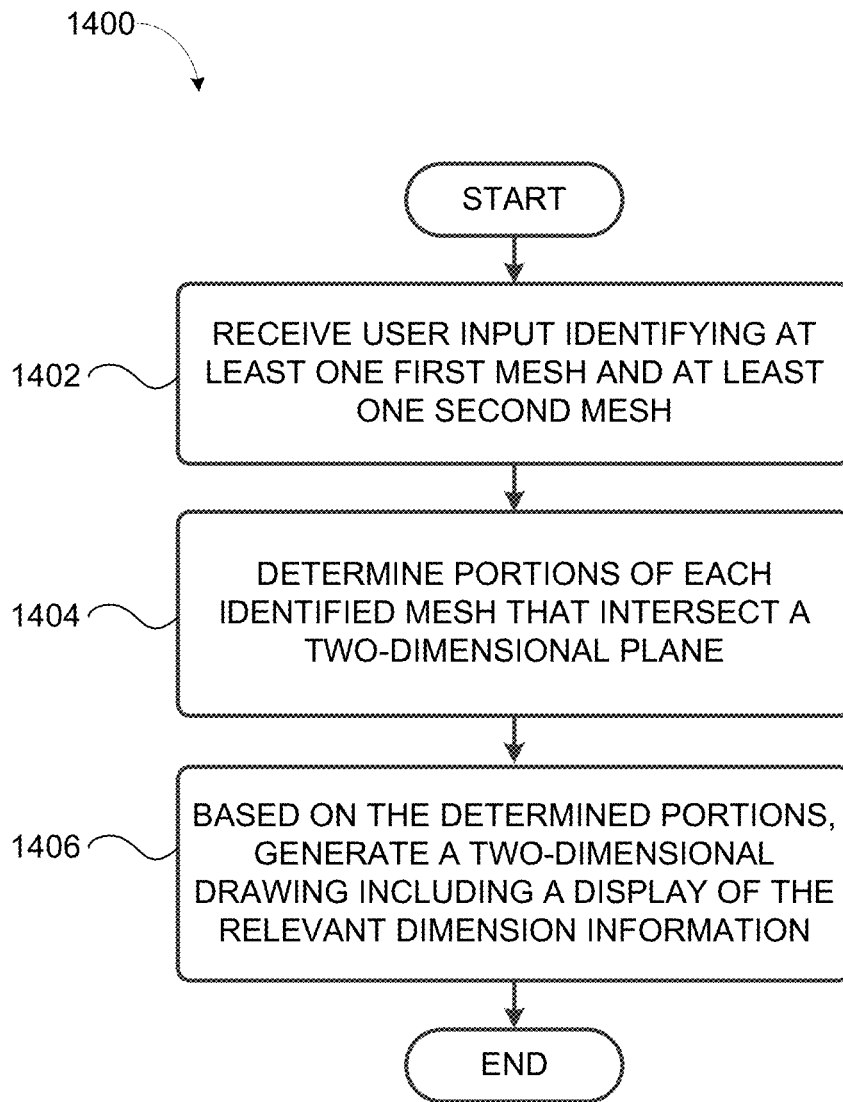 1400
START
1402
RECEIVE USER INPUT IDENTIFYING AT
LEAST ONE FIRST MESH AND AT LEAST
ONE SECOND MESH
1404
DETERMINE PORTIONS OF EACH
IDENTIFIED MESH THAT INTERSECT A
TWO-DIMENSIONAL PLANE
1406
BASED ON THE DETERMINED PORTIONS,
GENERATE A TWO-DIMENSIONAL
DRAWING INCLUDING A DISPLAY OF THE
RELEVANT DIMENSION INFORMATION
END